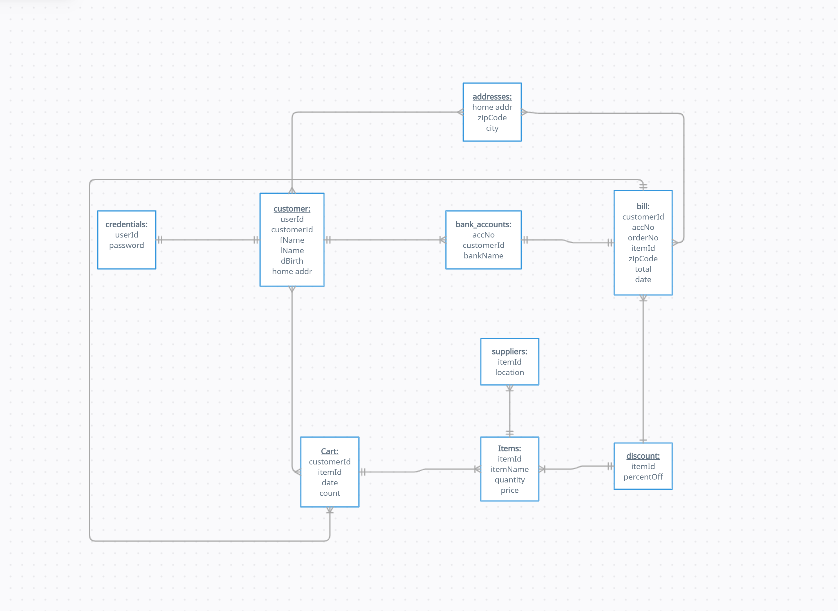 addresses:
home addr
zipCode
city
credentials:
userId
password
customer:
userId
customerId
lName
lName
dBirth
home addr
bank_accounts:
accNo
customerId
bankName
bill:
customerId
accNo
orderNo
itemId
zipCode
total
date
suppliers:
itemId
location
Cart:
customerId
itemId
date
count
Items:
itemId
itemName
quantity
price
discount:
itemId
percentOff